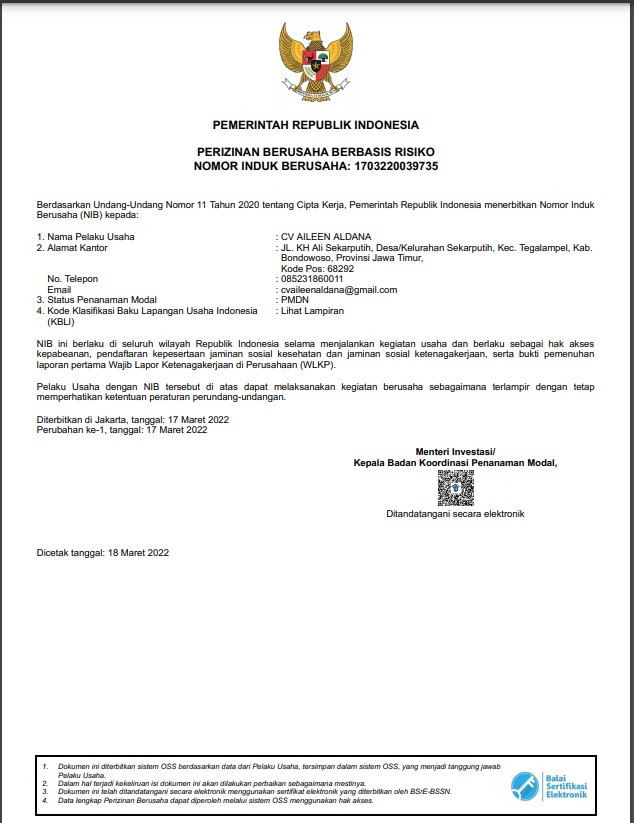 PEMERINTAH REPUBLIK INDONESIA
PERIZINAN BERUSAHA BERBASIS RISIKO
NOMOR INDUK BERUSAHA: 1703220039735
Berdasarkan Undang-Undang Nomor 11 Tahun 2020 tentang Cipta Kerja, Pemerintah Republik Indonesia menerbitkan Nomor Induk
Berusaha (NIB) kepada:
1. Nama Pelaku Usaha : CV AILEEN ALDANA
2. Alamat Kantor : JL. KH Ali Sekarputih, Desa/Kelurahan Sekarputih, Kec. Tegalampel, Kab.
Bondowoso, Provinsi Jawa Timur,
Kode Pos: 68292
No. Telepon : 085231860011
Email : cvaileenaldana@gmail.com
3. Status Penanaman Modal : PMDN
4. Kode Klasifikasi Baku Lapangan Usaha Indonesia : Lihat Lampiran
(KBLI)
NIB ini berlaku di seluruh wilayah Republik Indonesia selama menjalankan kegiatan usaha dan berlaku sebagai hak akses
kepabeanan, pendaftaran kepesertaan jaminan sosial kesehatan dan jaminan sosial ketenagakerjaan, serta bukti pemenuhan
laporan pertama Wajib Lapor Ketenagakerjaan di Perusahaan (WLKP).
Pelaku Usaha dengan NIB tersebut di atas dapat melaksanakan kegiatan berusaha sebagaimana terlampir dengan tetap
memperhatikan ketentuan peraturan perundang-undangan.
Diterbitkan di Jakarta, tanggal: 17 Maret 2022
Perubahan ke-1, tanggal: 17 Maret 2022
Menteri Investasi/
Kepala Badan Koordinasi Penanaman Modal,
Ditandatangani secara elektronik
Dicetak tanggal: 18 Maret 2022
1. Dokumen ini diterbitkan sistem OSS berdasarkan data dari Pelaku Usaha, tersimpan dalam sistem OSS, yang menjadi tanggung jawab
Pelaku Usaha.
2. Dalam hal terjadi kekeliruan isi dokumen ini akan dilakukan perbaikan sebagaimana mestinya.
3. Dokumen ini telah ditandatangani secara elektronik menggunakan sertifikat elektronik yang diterbitkan oleh BSrE-BSSN.
4. Data lengkap Perizinan Berusaha dapat diperoleh melalui sistem OSS menggunakan hak akses.
Balai
Sertifikasi
Elektronik